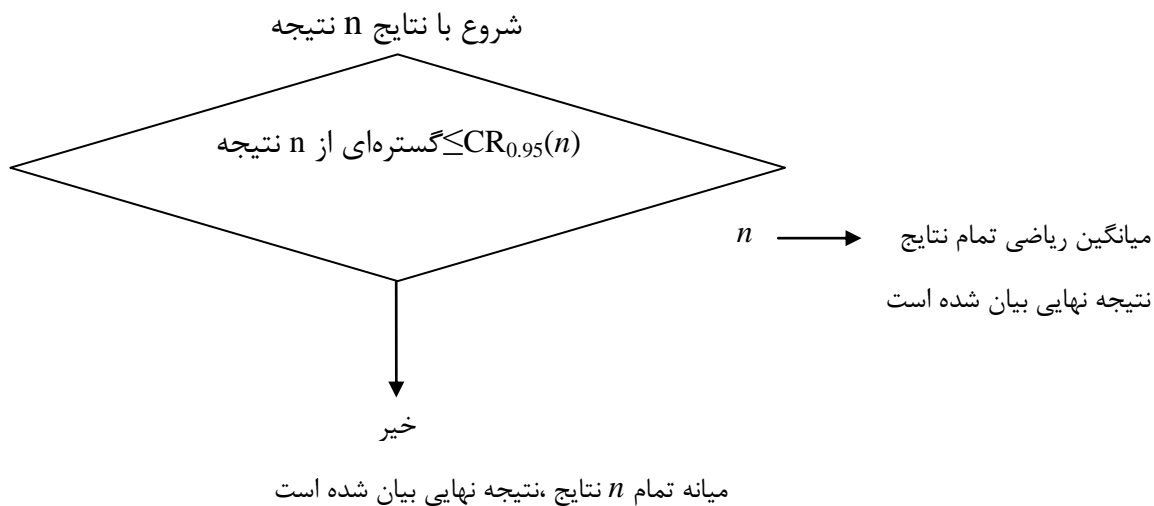 شروع با نتایج n نتیجه
گستره‌ای از n نتیجه≤CR0.95(n)
n
میانگین ریاضی تمام نتایج
نتیجه نهایی بیان شده است
خیر
میانه تمام n نتایج ،نتیجه نهایی بیان شده است